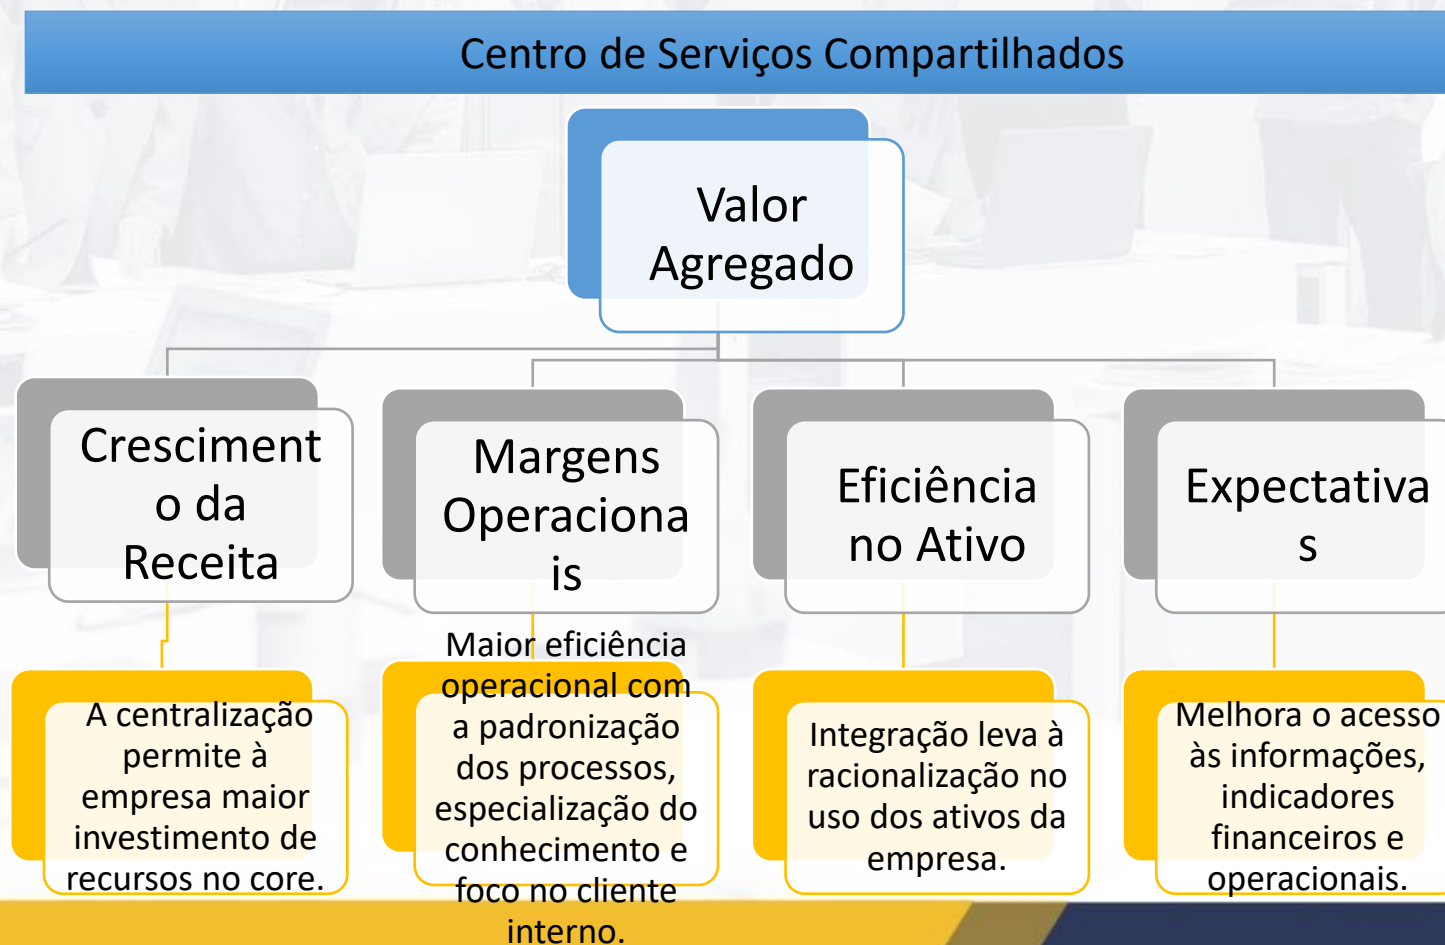 Centro de Serviços Compartilhados
Valor
Agregado
Cresciment
o da
Receita
Margens
Operaciona
is
Eficiência
no Ativo
Expectativa
s
A centralização
permite à
empresa maior
investimento de
recursos no core.
Maior eficiência
operacional com
a padronização
dos processos,
especialização do
conhecimento e
foco no cliente
interno.
Integração leva à
racionalização no
uso dos ativos da
empresa.
Melhora o acesso
às informações,
indicadores
financeiros e
operacionais.